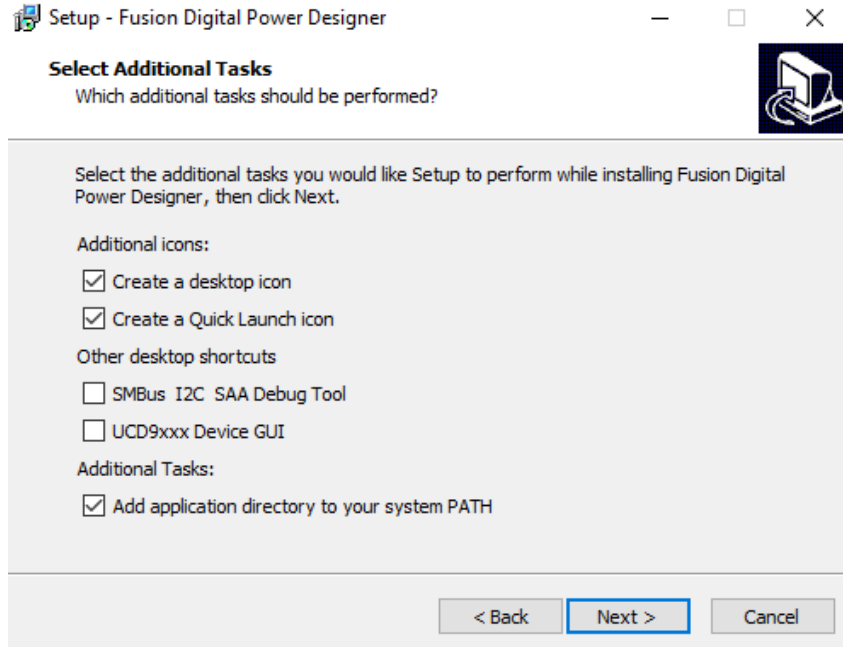 Setup - Fusion Digital Power Designer
Select Additional Tasks
Which additional tasks should be performed?
Select the additional tasks you would like Setup to perform while installing Fusion Digital
Power Designer, then click Next.
Additional icons:
Create a desktop icon
Create a Quick Launch icon
Other desktop shortcuts
SMBus I2C SAA Debug Tool
UCD9xxx Device GUI
Additional Tasks:
Add application directory to your system PATH
< Back Next > Cancel